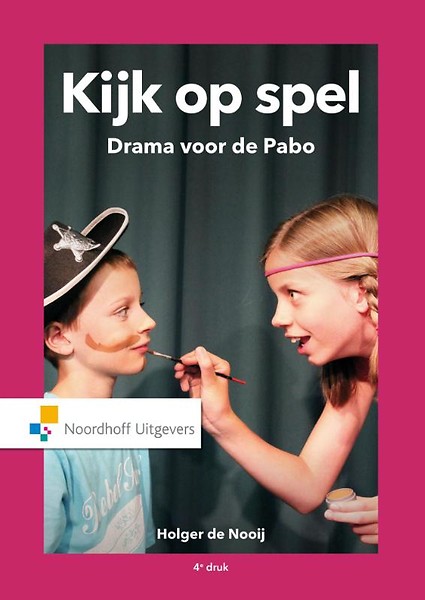 Kijk op spel
Drama voor de Pabo
Noordhoff Uitgevers
Holger de Nooij
4e druk